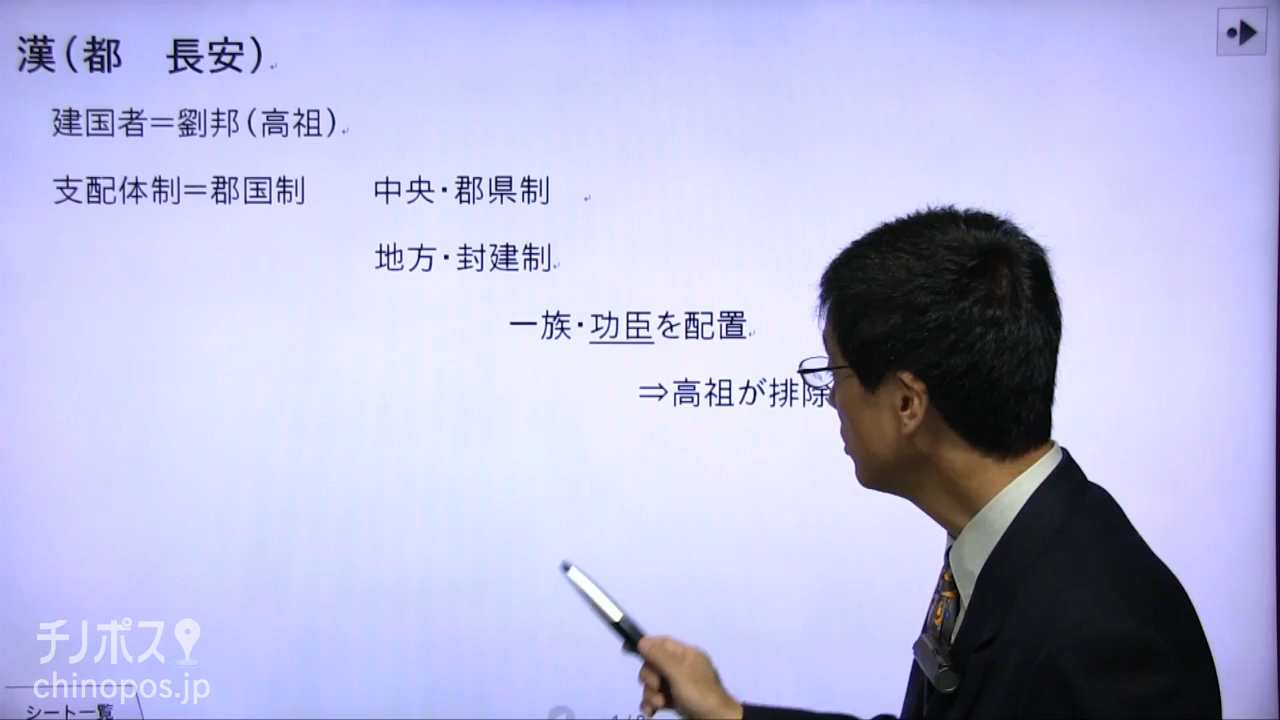 漢(都　長安)
建国者=劉邦(高祖)
支配体制=郡国制　　中央・郡県制
地方・封建制
一族・功臣を配置
⇒高祖が排除
チノポス
chinopos.jp
シート一覧